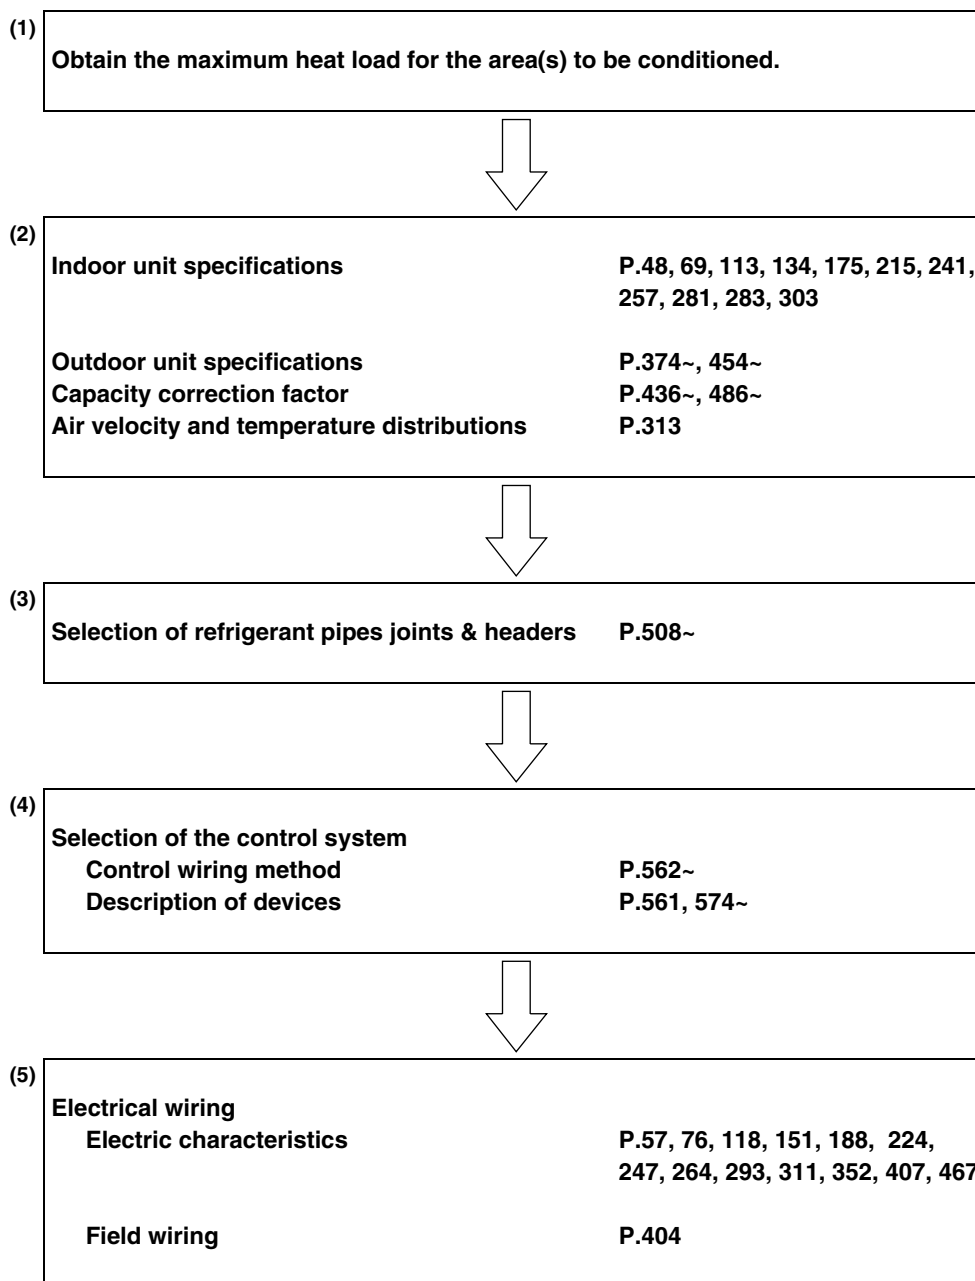 (1)
Obtain the maximum heat load for the area(s) to be conditioned.
(2)
Indoor unit specifications P.48, 69, 113, 134, 175, 215, 241,
257, 281, 283, 303
Outdoor unit specifications P.374~, 454~
Capacity correction factor P.436~, 486~
Air velocity and temperature distributions P.313
(3)
Selection of refrigerant pipes joints & headers P.508~
(4)
Selection of the control system
Control wiring method P.562~
Description of devices P.561, 574~
(5)
Electrical wiring
Electric characteristics P.57, 76, 118, 151, 188, 224,
247, 264, 293, 311, 352, 407, 467
Field wiring P.404